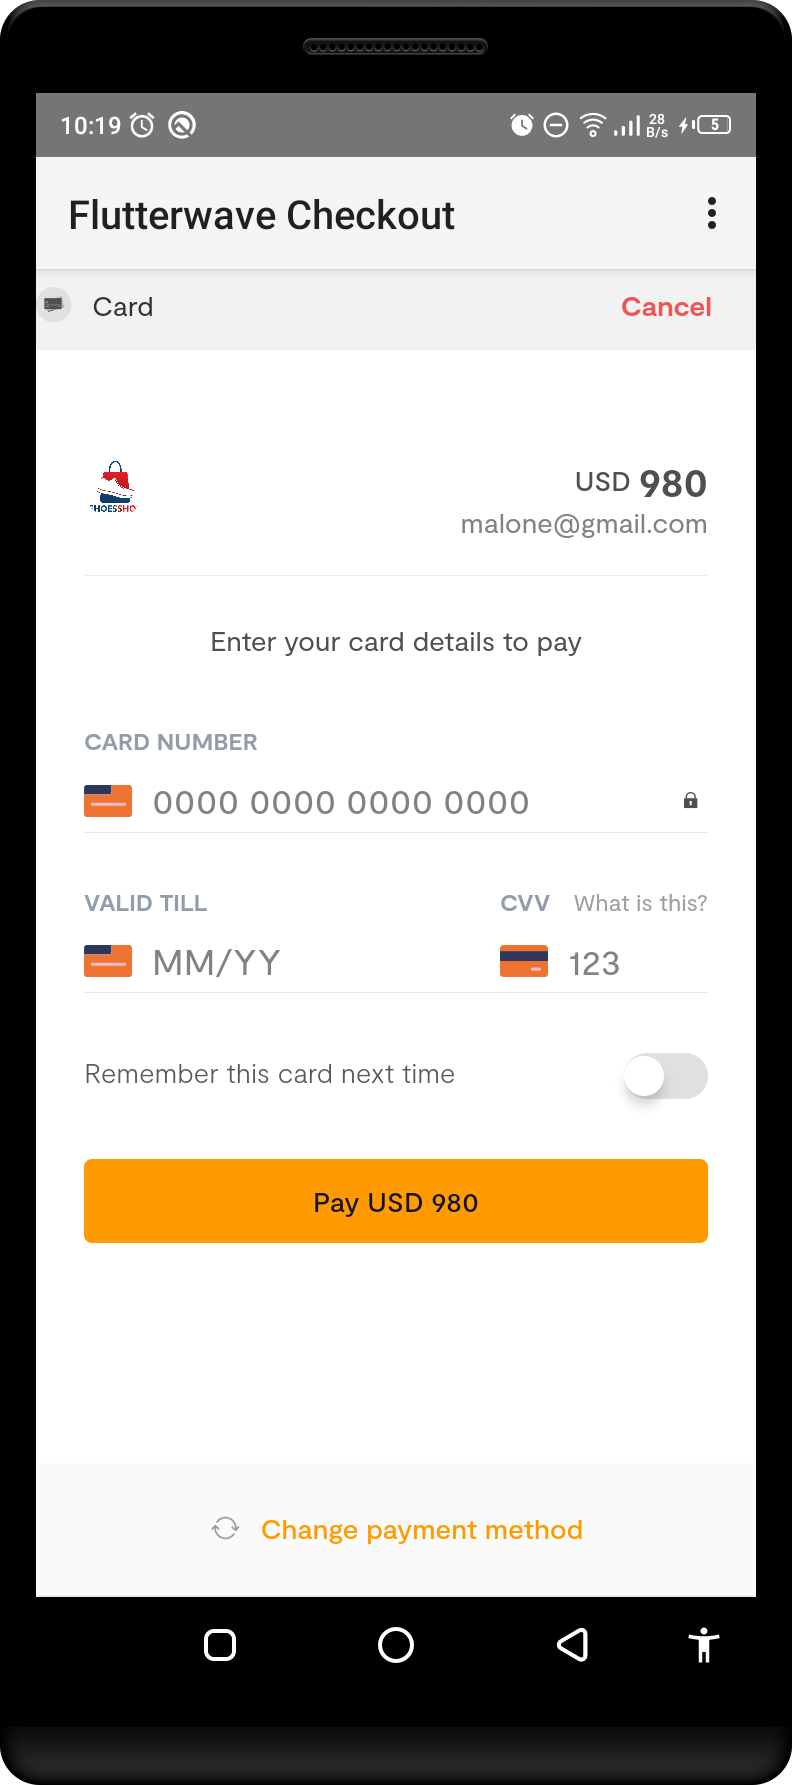 10:19 28 B/s 5
Flutterwave Checkout
Card Cancel
USD 980
HOESSHO
malone@gmail.com
Enter your card details to pay
CARD NUMBER
0000 0000 0000 0000
VALID TILL CVV What is this?
MM/YY 123
Remember this card next time
Pay USD 980
Change payment method